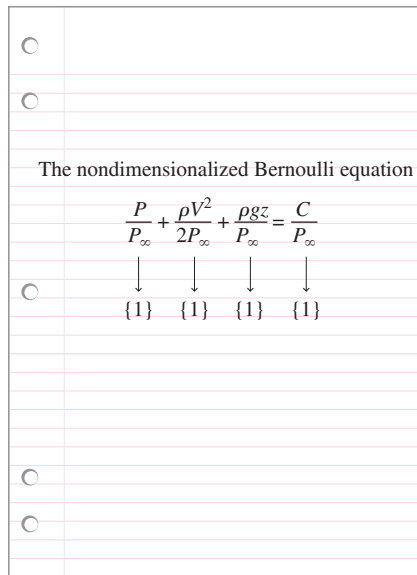 The nondimensionalized Bernoulli equation
P/P∞ + ρV²/2P∞ + ρgz/P∞ = C/P∞
{1} {1} {1} {1}